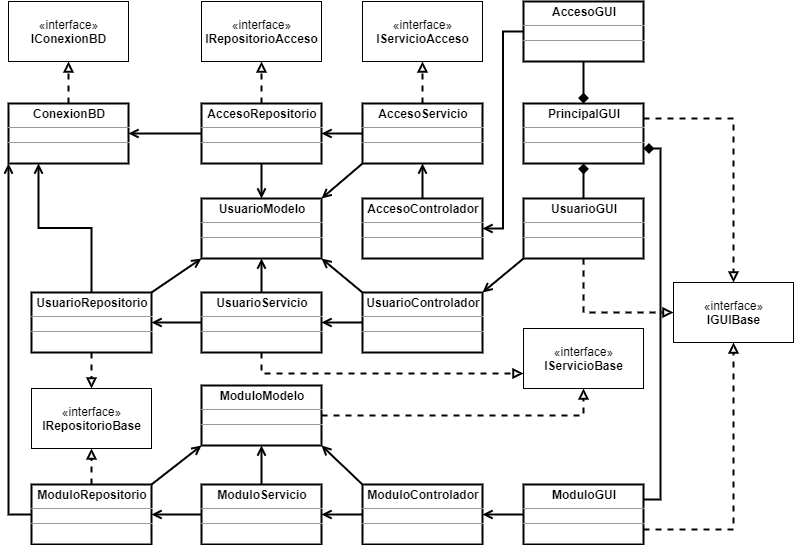 «interface»
IConexionBD
«interface»
IRepositorioAcceso
«interface»
IServicioAcceso
AccesoGUI
ConexionBD
AccesoRepositorio
AccesoServicio
PrincipalGUI
UsuarioModelo
AccesoControlador
UsuarioGUI
UsuarioRepositorio
UsuarioServicio
UsuarioControlador
«interface»
IGUIBase
«interface»
IServicioBase
«interface»
IRepositorioBase
ModuloModelo
ModuloRepositorio
ModuloServicio
ModuloControlador
ModuloGUI